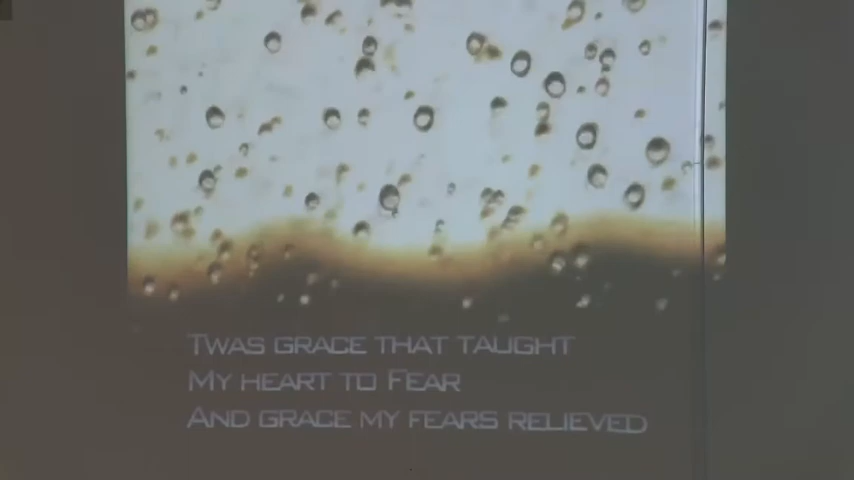 Twas grace that taught
My heart to Fear
And grace my fears relieved